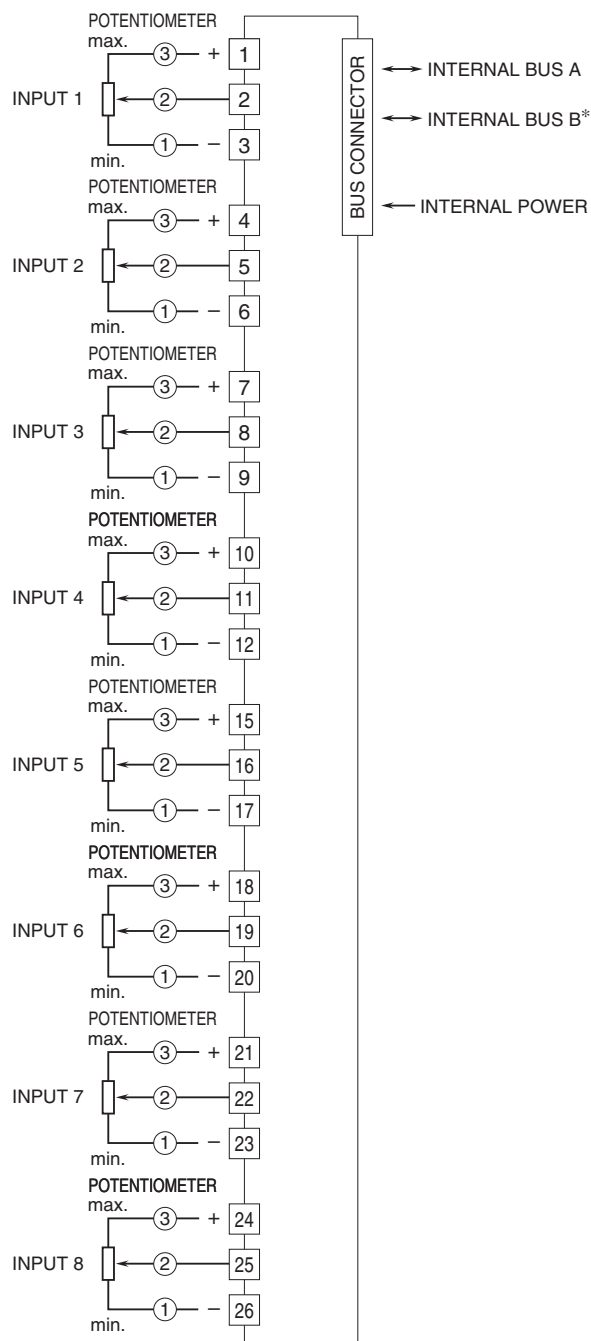 POTENTIOMETER
max.
③ + 1
INPUT 1 ② 2
① − 3
min.
BUS CONNECTOR
INTERNAL BUS A
INTERNAL BUS B*
INTERNAL POWER
POTENTIOMETER
max.
③ + 4
INPUT 2 ② 5
① − 6
min.
POTENTIOMETER
max.
③ + 7
INPUT 3 ② 8
① − 9
min.
POTENTIOMETER
max.
③ + 10
INPUT 4 ② 11
① − 12
min.
POTENTIOMETER
max.
③ + 15
INPUT 5 ② 16
① − 17
min.
POTENTIOMETER
max.
③ + 18
INPUT 6 ② 19
① − 20
min.
POTENTIOMETER
max.
③ + 21
INPUT 7 ② 22
① − 23
min.
POTENTIOMETER
max.
③ + 24
INPUT 8 ② 25
① − 26
min.